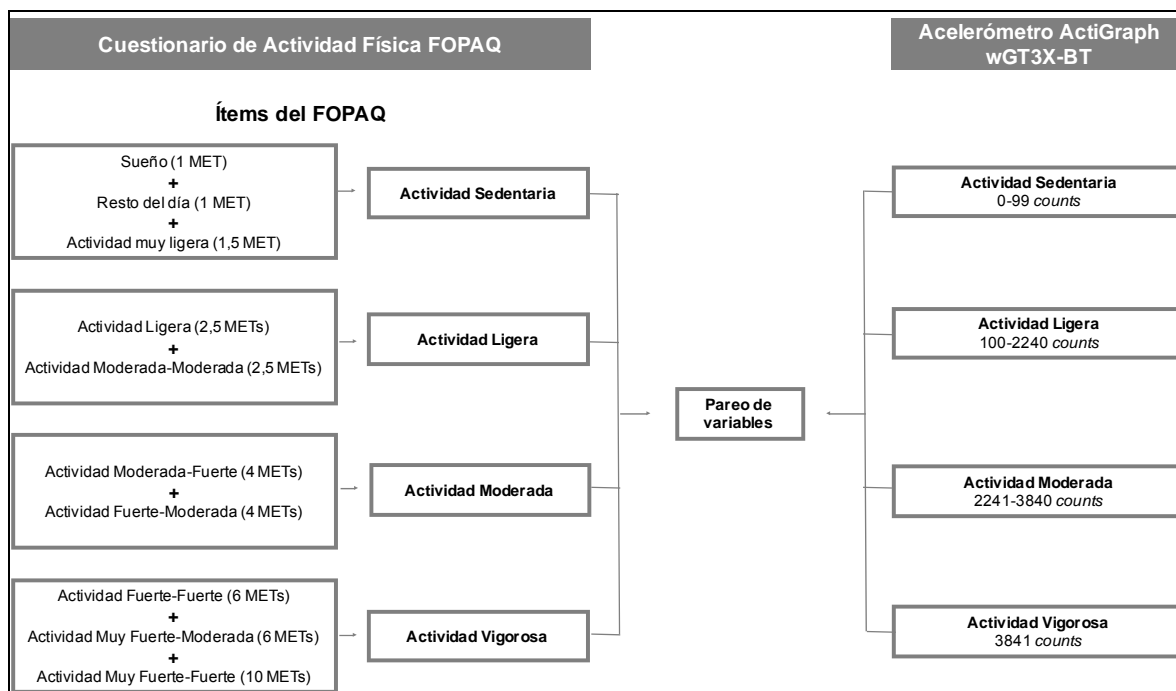 Cuestionario de Actividad Física FOPAQ
Acelerómetro ActiGraph
wGT3X-BT
Ítems del FOPAQ
Sueño (1 MET)
+
Resto del día (1 MET)
+
Actividad muy ligera (1,5 MET)
Actividad Sedentaria
Actividad Sedentaria
0-99 counts
Actividad Ligera (2,5 METs)
+
Actividad Moderada-Moderada (2,5 METs)
Actividad Ligera
Actividad Ligera
100-2240 counts
Pareo de
variables
Actividad Moderada-Fuerte (4 METs)
+
Actividad Fuerte-Moderada (4 METs)
Actividad Moderada
Actividad Moderada
2241-3840 counts
Actividad Fuerte-Fuerte (6 METs)
+
Actividad Muy Fuerte-Moderada (6 METs)
+
Actividad Muy Fuerte-Fuerte (10 METs)
Actividad Vigorosa
Actividad Vigorosa
3841 counts